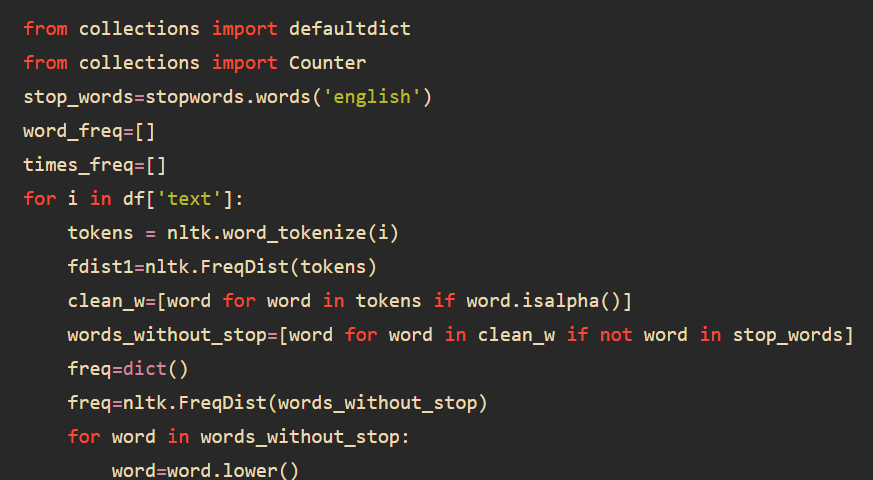 from collections import defaultdict
from collections import Counter
stop_words=stopwords.words('english')
word_freq=[]
times_freq=[]
for i in df['text']:
    tokens = nltk.word_tokenize(i)
    fdist1=nltk.FreqDist(tokens)
    clean_w=[word for word in tokens if word.isalpha()]
    words_without_stop=[word for word in clean_w if not word in stop_words]
    freq=dict()
    freq=nltk.FreqDist(words_without_stop)
    for word in words_without_stop:
        word=word.lower()